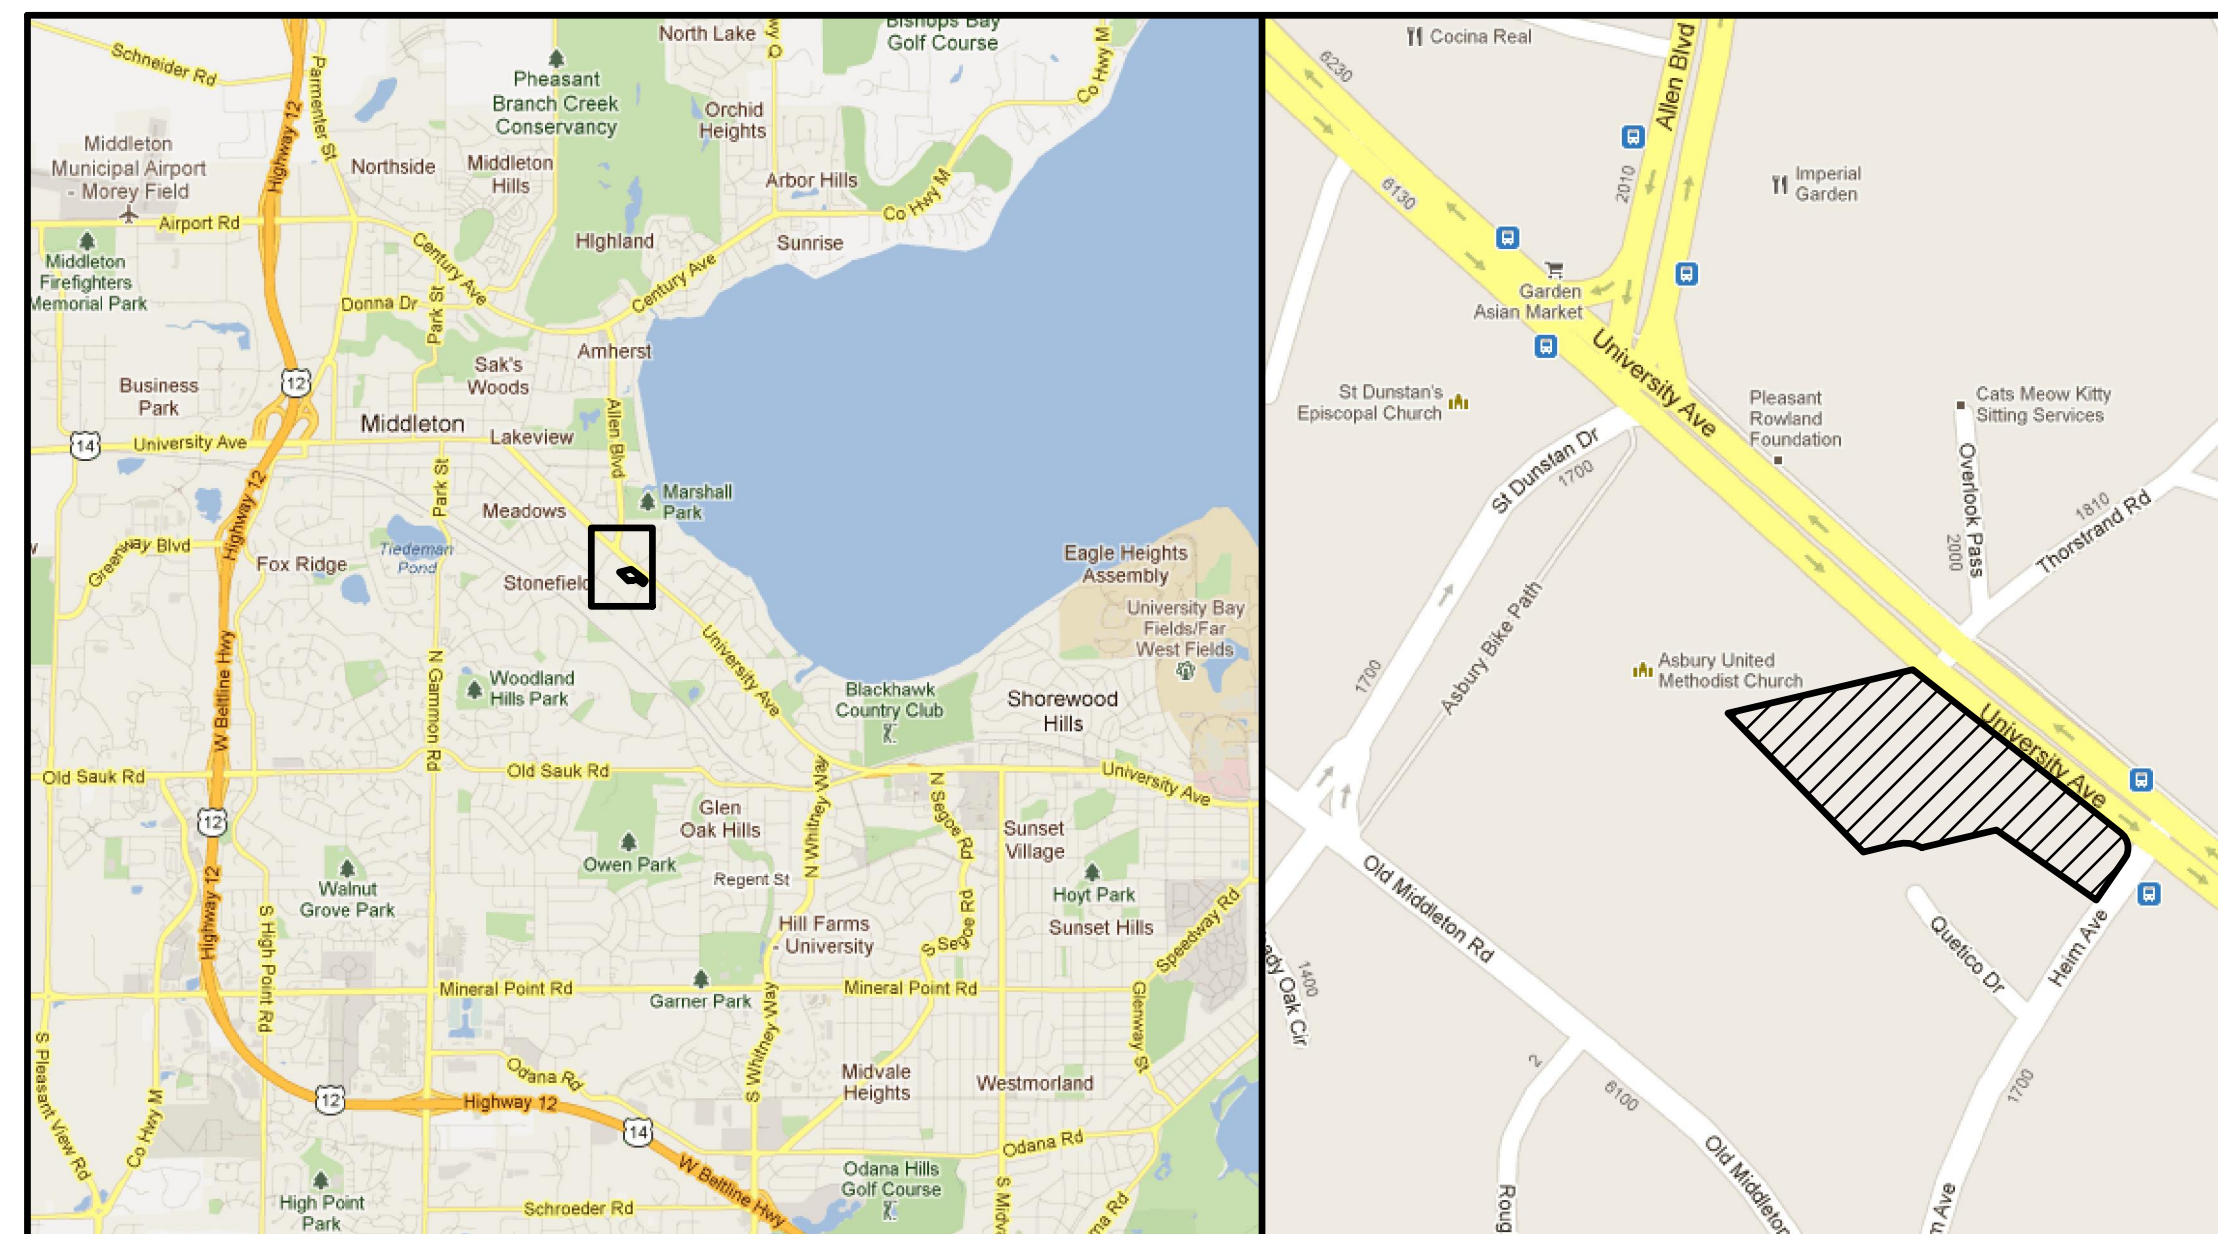 Schneider Rd
Parmenter St
Highway 12
North Lake
Bishops Bay
Golf Course
Co Hwy M
Pheasant
Branch Creek
Conservancy
Orchid
Heights
Middleton
Municipal Airport
- Morey Field
Northside
Middleton
Hills
Arbor Hills
Co Hwy M
Airport Rd
Century Ave
Highland
Sunrise
Middleton
Firefighters
Memorial Park
Donna Dr
Park St
Century Ave
Amherst
12
Business
Park
Sak's
Woods
Middleton
Allen Blvd
14
University Ave
Lakeview
Highway 12
Park St
Meadows
Marshall
Park
Greenway Blvd
Fox Ridge
Tiedeman
Pond
Stonefield
Eagle Heights
Assembly
University Bay
Fields/Far
West Fields
W Beltline Hwy
N Gammon Rd
Woodland
Hills Park
University Ave
Blackhawk
Country Club
Shorewood
Hills
Old Sauk Rd
Old Sauk Rd
University Ave
12
Glen
Oak Hills
N Whitney Way
N Segoe Rd
Sunset
Village
Owen Park
Regent St
Highway 12
Walnut
Grove Park
Hoyt Park
S High Point Rd
Hill Farms
- University
S Segoe Rd
Sunset Hills
Speedway Rd
Mineral Point Rd
Garner Park
Mineral Point Rd
S Pleasant View Rd
Co Hwy M
S Whitney Way
Glenway St
Odana Rd
Midvale
Heights
Westmorland
12
Highway 12
14
Odana Rd
W Beltline Hwy
Odana Hills
Golf Course
High Point
Park
Schroeder Rd
S Midv
Cocina Real
Allen Blvd
6230
6130
2010
Imperial
Garden
Garden
Asian Market
University Ave
St Dunstan's
Episcopal Church
Pleasant
Rowland
Foundation
Cats Meow Kitty
Sitting Services
St Dunstan Dr
1700
Overlook Pass
2000
1810
Thorstrand Rd
Asbury Bike Path
1700
Asbury United
Methodist Church
University Ave
Old Middleton Rd
Quetico Dr
Heim Ave
ady Oak Cir
1400
2
6100
1700
Old Middleton
Roug
m Ave